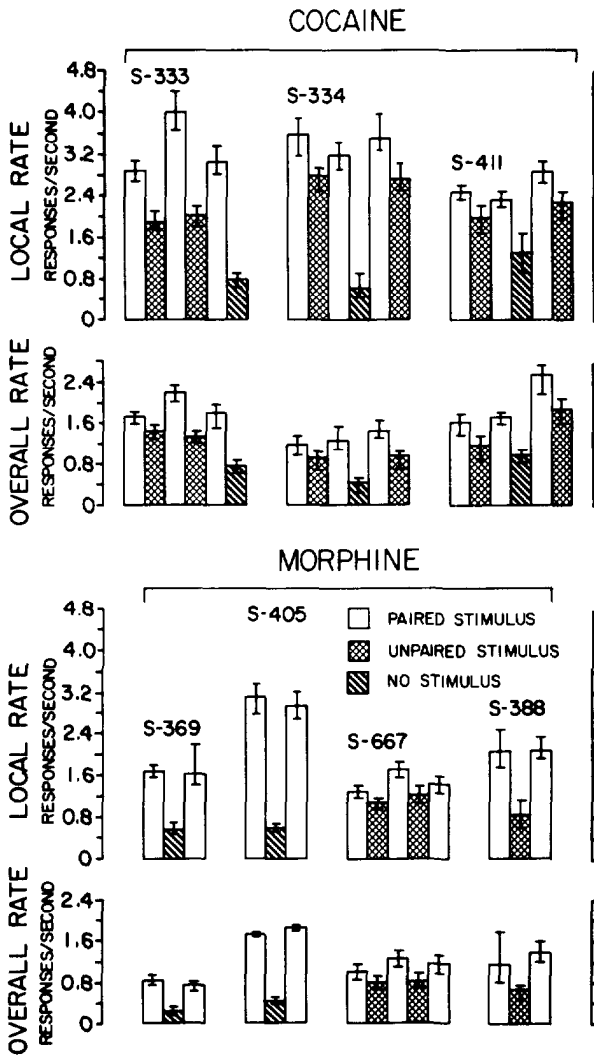 COCAINE
LOCAL RATE
RESPONSES/SECOND
4.8
4.0
3.2
2.4
1.6
0.8
0
S-333
S-334
S-411
OVERALL RATE
RESPONSES/SECOND
2.4
1.6
0.8
0
MORPHINE
LOCAL RATE
RESPONSES/SECOND
4.8
4.0
3.2
2.4
1.6
0.8
0
S-405
PAIRED STIMULUS
UNPAIRED STIMULUS
NO STIMULUS
S-369
S-667
S-388
OVERALL RATE
RESPONSES/SECOND
2.4
1.6
0.8
0